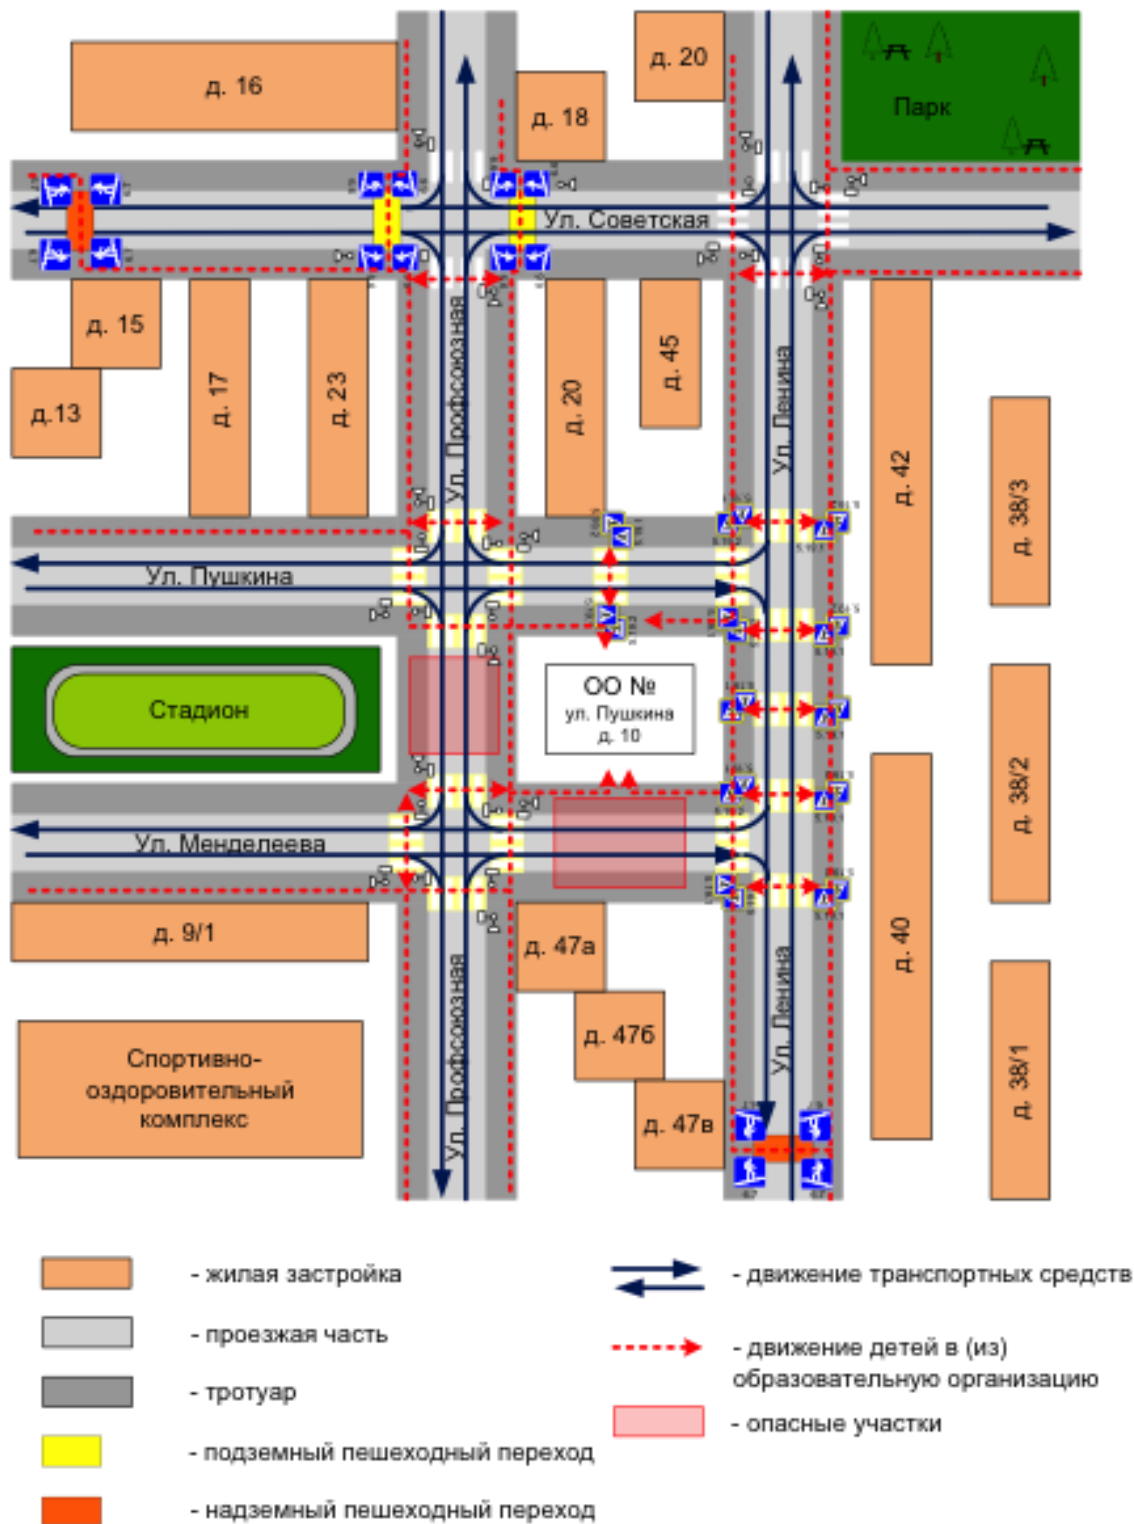 д. 16
д. 18
д. 20
Парк
Ул. Советская
д. 15
д.13
д. 17
д. 23
Ул. Профсоюзная
д. 20
д. 45
Ул. Ленина
д. 42
д. 38/3
Ул. Пушкина
Стадион
ОО №
ул. Пушкина
д. 10
д. 38/2
Ул. Менделеева
д. 9/1
д. 47а
д. 40
д. 47б
Ул. Профсоюзная
Ул. Ленина
Спортивно-
оздоровительный
комплекс
д. 47в
д. 38/1
- жилая застройка
- проезжая часть
- тротуар
- подземный пешеходный переход
- надземный пешеходный переход
- движение транспортных средств
- движение детей в (из)
образовательную организацию
- опасные участки